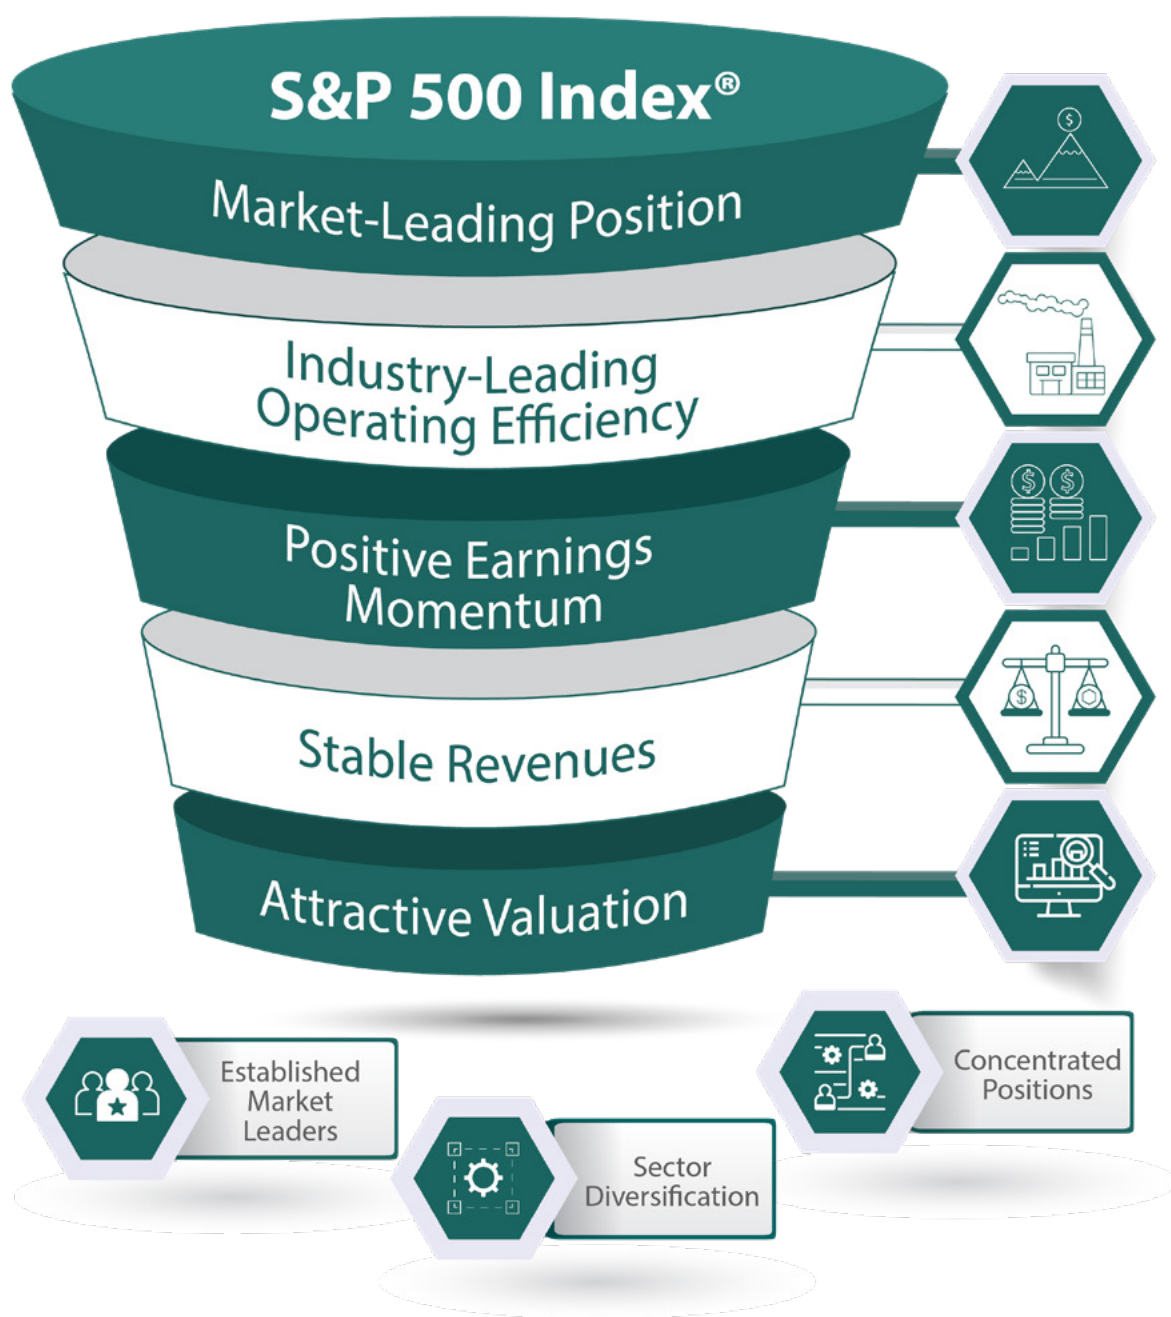 S&P 500 Index®
Market-Leading Position
Industry-Leading
Operating Efficiency
Positive Earnings
Momentum
Stable Revenues
Attractive Valuation
Established
Market
Leaders
Sector
Diversification
Concentrated
Positions